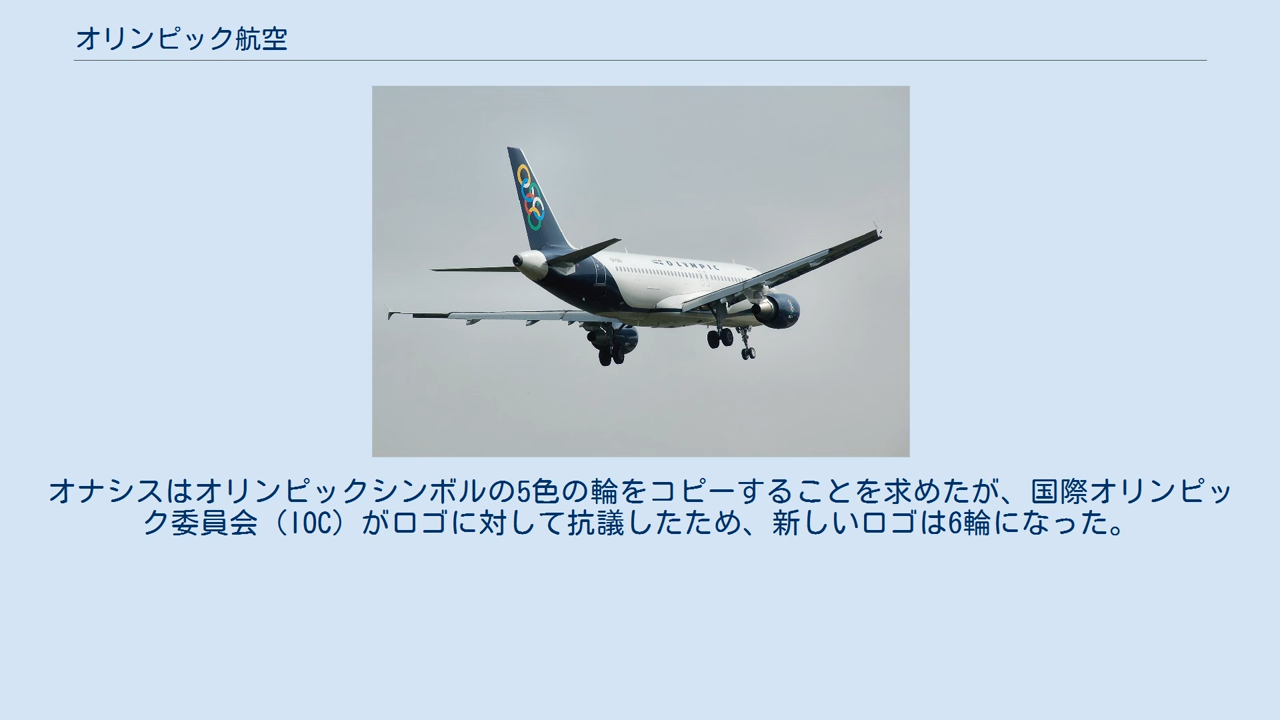 オリンピック航空
OLYMPIC
オナシスはオリンピックシンボルの5色の輪をコピーすることを求めたが、国際オリンピッ
ク委員会（IOC）がロゴに対して抗議したため、新しいロゴは6輪になった。